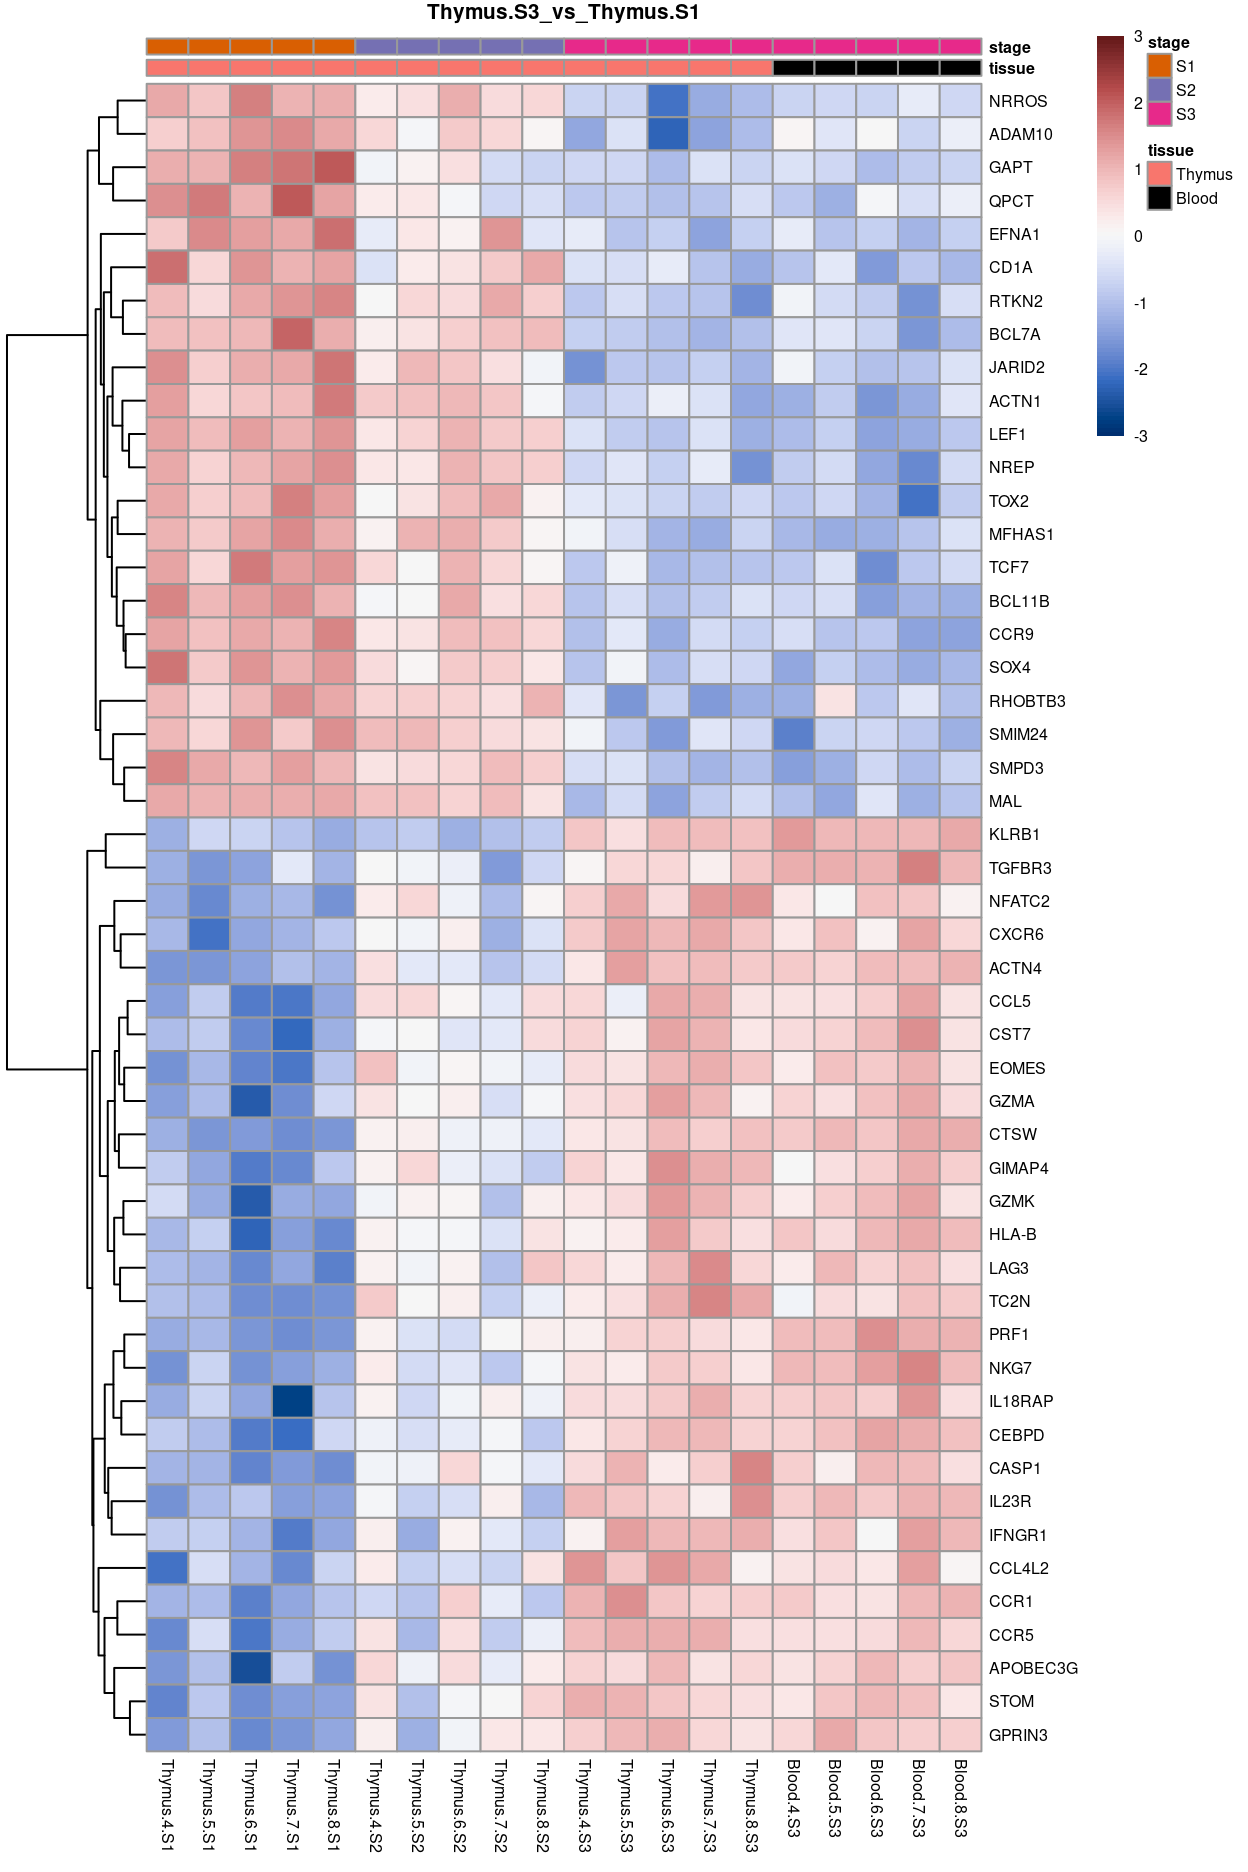 Thymus.S3_vs_Thymus.S1
stage
tissue
NRROS
ADAM10
GAPT
QPCT
EFNA1
CD1A
RTKN2
BCL7A
JARID2
ACTN1
LEF1
NREP
TOX2
MFHAS1
TCF7
BCL11B
CCR9
SOX4
RHOBTB3
SMIM24
SMPD3
MAL
KLRB1
TGFBR3
NFATC2
CXCR6
ACTN4
CCL5
CST7
EOMES
GZMA
CTSW
GIMAP4
GZMK
HLA-B
LAG3
TC2N
PRF1
NKG7
IL18RAP
CEBPD
CASP1
IL23R
IFNGR1
CCL4L2
CCR1
CCR5
APOBEC3G
STOM
GPRIN3
Thymus.4.S1
Thymus.5.S1
Thymus.6.S1
Thymus.7.S1
Thymus.8.S1
Thymus.4.S2
Thymus.5.S2
Thymus.6.S2
Thymus.7.S2
Thymus.8.S2
Thymus.4.S3
Thymus.5.S3
Thymus.6.S3
Thymus.7.S3
Thymus.8.S3
Blood.4.S3
Blood.5.S3
Blood.6.S3
Blood.7.S3
Blood.8.S3
3
2
1
0
-1
-2
-3
stage
S1
S2
S3
tissue
Thymus
Blood